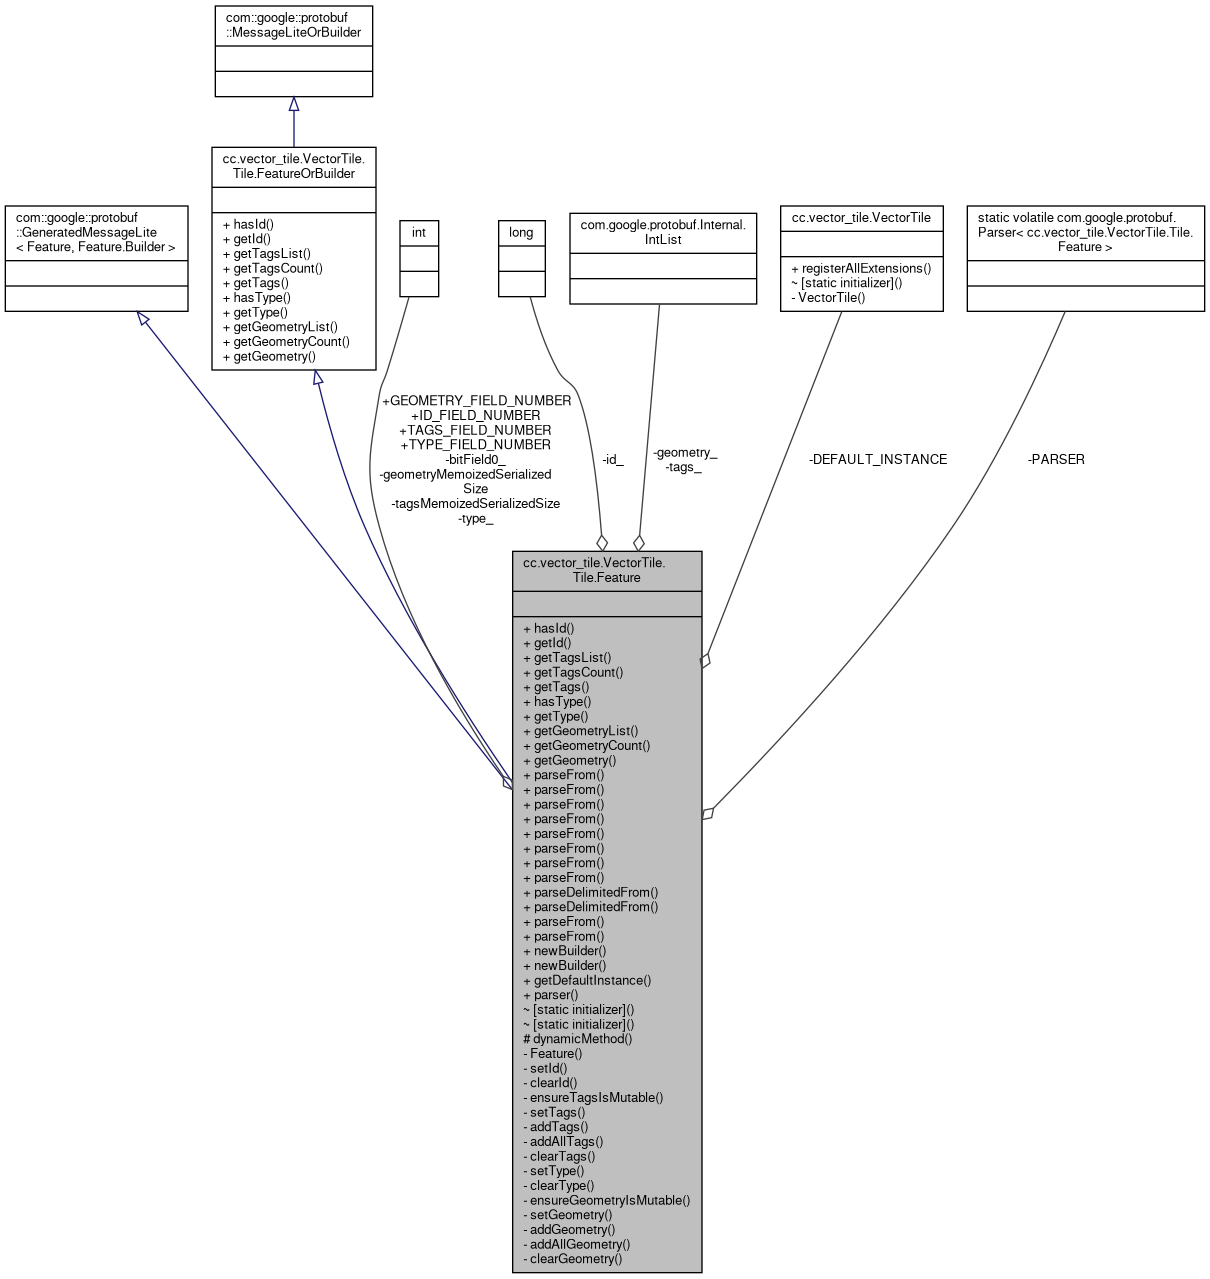 com::google::protobuf
::MessageLiteOrBuilder
cc.vector_tile.VectorTile.
Tile.FeatureOrBuilder
+ hasId()
+ getId()
+ getTagsList()
+ getTagsCount()
+ getTags()
+ hasType()
+ getType()
+ getGeometryList()
+ getGeometryCount()
+ getGeometry()
com::google::protobuf
::GeneratedMessageLite
< Feature, Feature.Builder >
int
long
com.google.protobuf.Internal.
IntList
cc.vector_tile.VectorTile
+ registerAllExtensions()
~ [static initializer]()
- VectorTile()
static volatile com.google.protobuf.
Parser< cc.vector_tile.VectorTile.Tile.
Feature >
+GEOMETRY_FIELD_NUMBER
+ID_FIELD_NUMBER
+TAGS_FIELD_NUMBER
+TYPE_FIELD_NUMBER
-bitField0_
-geometryMemoizedSerialized
Size
-tagsMemoizedSerializedSize
-type_
-id_
-geometry_
-tags_
-DEFAULT_INSTANCE
-PARSER
cc.vector_tile.VectorTile.
Tile.Feature
+ hasId()
+ getId()
+ getTagsList()
+ getTagsCount()
+ getTags()
+ hasType()
+ getType()
+ getGeometryList()
+ getGeometryCount()
+ getGeometry()
+ parseFrom()
+ parseFrom()
+ parseFrom()
+ parseFrom()
+ parseFrom()
+ parseFrom()
+ parseFrom()
+ parseFrom()
+ parseDelimitedFrom()
+ parseDelimitedFrom()
+ parseFrom()
+ parseFrom()
+ newBuilder()
+ newBuilder()
+ getDefaultInstance()
+ parser()
~ [static initializer]()
~ [static initializer]()
# dynamicMethod()
- Feature()
- setId()
- clearId()
- ensureTagsIsMutable()
- setTags()
- addTags()
- addAllTags()
- clearTags()
- setType()
- clearType()
- ensureGeometryIsMutable()
- setGeometry()
- addGeometry()
- addAllGeometry()
- clearGeometry()